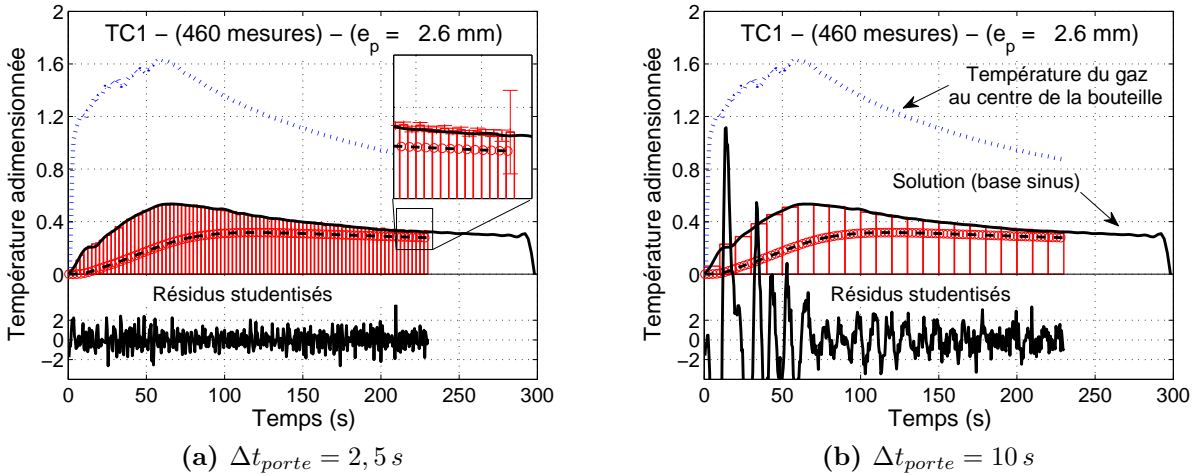 TC1 − (460 mesures) − (e_p = 2.6 mm)
Température adimensionnée
2
1.6
1.2
0.8
0.4
0
2
0
−2
Résidus studentisés
0 50 100 150 200 250 300
Temps (s)
(a) Δt_porte = 2, 5 s
TC1 − (460 mesures) − (e_p = 2.6 mm)
Température adimensionnée
2
1.6
1.2
0.8
0.4
0
2
0
−2
Température du gaz
au centre de la bouteille
Solution (base sinus)
Résidus studentisés
0 50 100 150 200 250 300
Temps (s)
(b) Δt_porte = 10 s